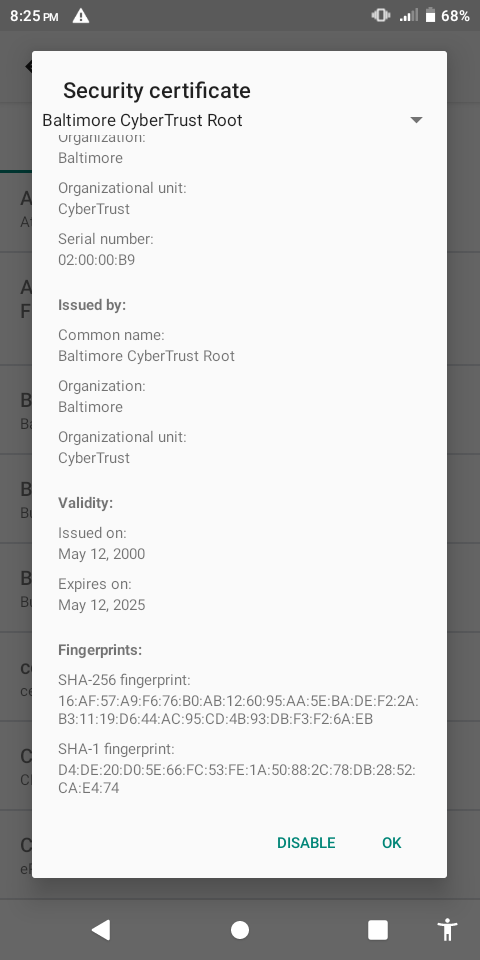 8:25 PM
68%
Security certificate
Baltimore CyberTrust Root
Organization:
Baltimore
Organizational unit:
CyberTrust
Serial number:
02:00:00:B9
Issued by:
Common name:
Baltimore CyberTrust Root
Organization:
Baltimore
Organizational unit:
CyberTrust
Validity:
Issued on:
May 12, 2000
Expires on:
May 12, 2025
Fingerprints:
SHA-256 fingerprint:
16:AF:57:A9:F6:76:B0:AB:12:60:95:AA:5E:BA:DE:F2:2A:
B3:11:19:D6:44:AC:95:CD:4B:93:DB:F3:F2:6A:EB
SHA-1 fingerprint:
D4:DE:20:D0:5E:66:FC:53:FE:1A:50:88:2C:78:DB:28:52:
CA:E4:74
DISABLE OK